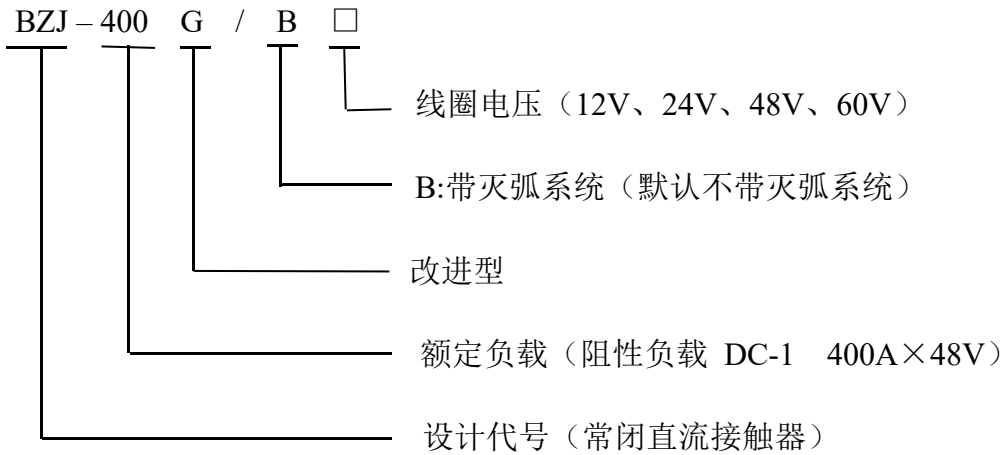 BZJ – 400 G / B □
线圈电压（12V、24V、48V、60V）
B:带灭弧系统（默认不带灭弧系统）
改进型
额定负载（阻性负载 DC-1 400A×48V）
设计代号（常闭直流接触器）